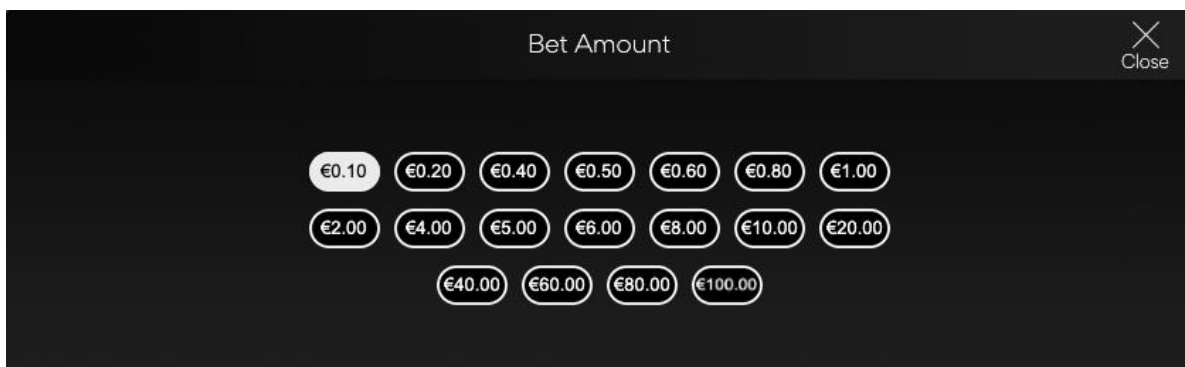 Bet Amount
Close
€0.10 €0.20 €0.40 €0.50 €0.60 €0.80 €1.00
€2.00 €4.00 €5.00 €6.00 €8.00 €10.00 €20.00
€40.00 €60.00 €80.00 €100.00